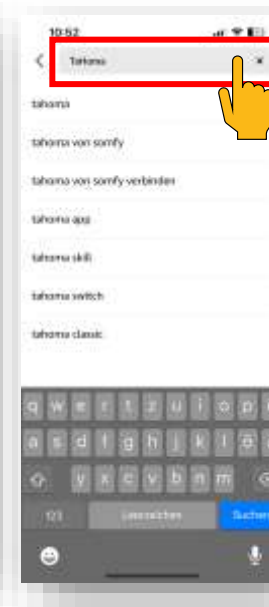 10:52
Tahoma
tahoma
tahoma von somfy
tahoma von somfy verbinden
tahoma app
tahoma skill
tahoma switch
tahoma classic
q w e r t z u i o p
a s d f g h j k l ö
y x c v b n m
123 Leerzeichen Suchen